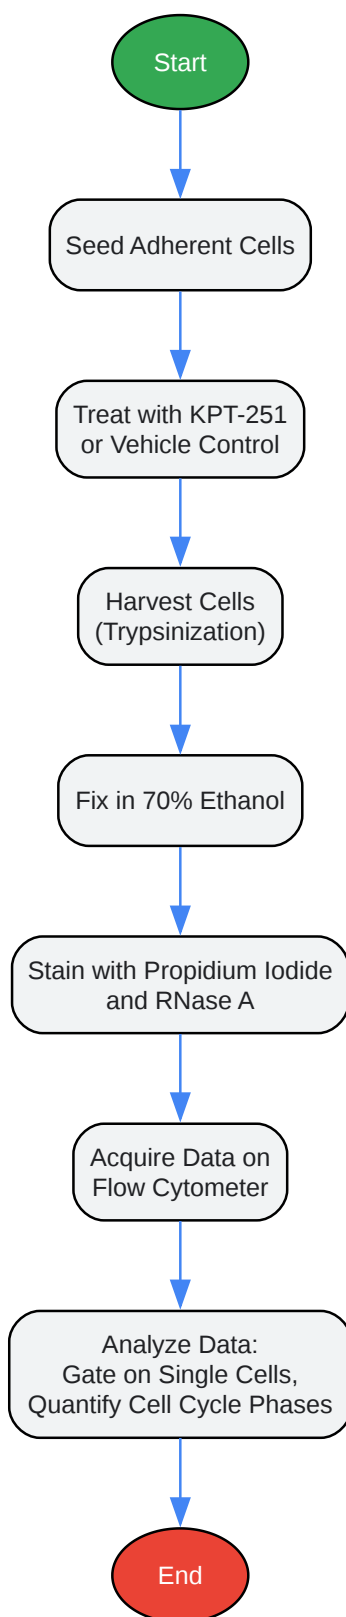 Start
Seed Adherent Cells
Treat with KPT-251
or Vehicle Control
Harvest Cells
(Trypsinization)
Fix in 70% Ethanol
Stain with Propidium Iodide
and RNase A
Acquire Data on
Flow Cytometer
Analyze Data:
Gate on Single Cells,
Quantify Cell Cycle Phases
End